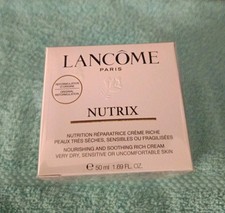 LANCÔME
PARIS
NUTRIX
NUTRITION RÉPARATRICE CRÈME RICHE
PEAUX TRÈS SÈCHES, SENSIBLES OU FRAGILISÉES
NOURISHING AND SOOTHING RICH CREAM
VERY DRY, SENSITIVE OR UNCOMFORTABLE SKIN
℮ 50 ml 1.69 FL. OZ.